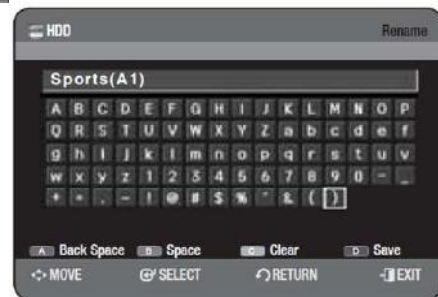 HDD Rename
Sports(A1)
A B C D E F G H I J K L M N O P
Q R S T U V W X Y Z a b c d e f
g h i j k l m n o p q r s t u v
w x y z 1 2 3 4 5 6 7 8 9 0 - _
! @ # $ % & ( )
A Back Space B Space C Clear D Save
MOVE SELECT RETURN EXIT